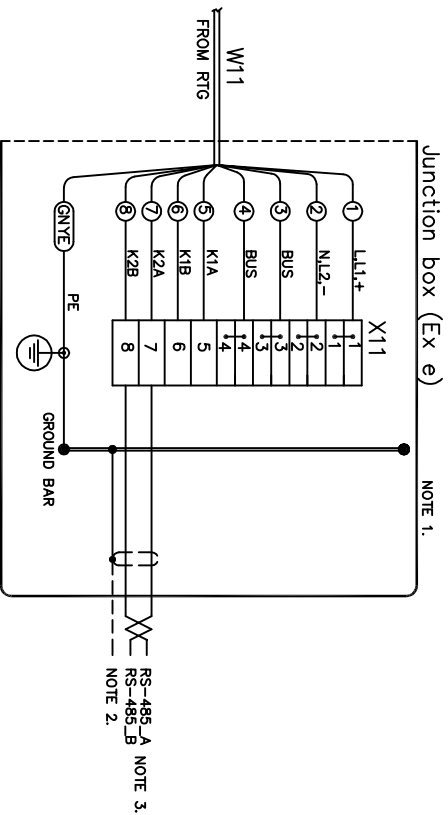 Junction box (Ex e)
NOTE 1.
W11
FROM RTG
X11
1 L,L1,+ 1
1
2 N,L2,- 2
2
3 BUS 3
3
4 BUS 4
4
5 K1A 5
6 K1B 6
7 K2A 7
8 K2B 8
GNYE PE
GROUND BAR
RS-485_A
RS-485_B
NOTE 3.
NOTE 2.